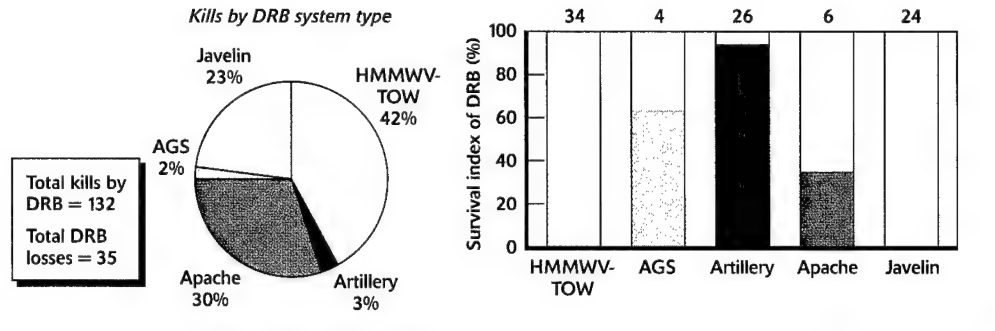 Kills by DRB system type
Javelin
23%
HMMWV-
TOW
42%
AGS
2%
Total kills by
DRB = 132
Total DRB
losses = 35
Apache
30%
Artillery
3%
34 4 26 6 24
Survival index of DRB (%)
100
80
60
40
20
0
HMMWV-
TOW
AGS
Artillery
Apache
Javelin